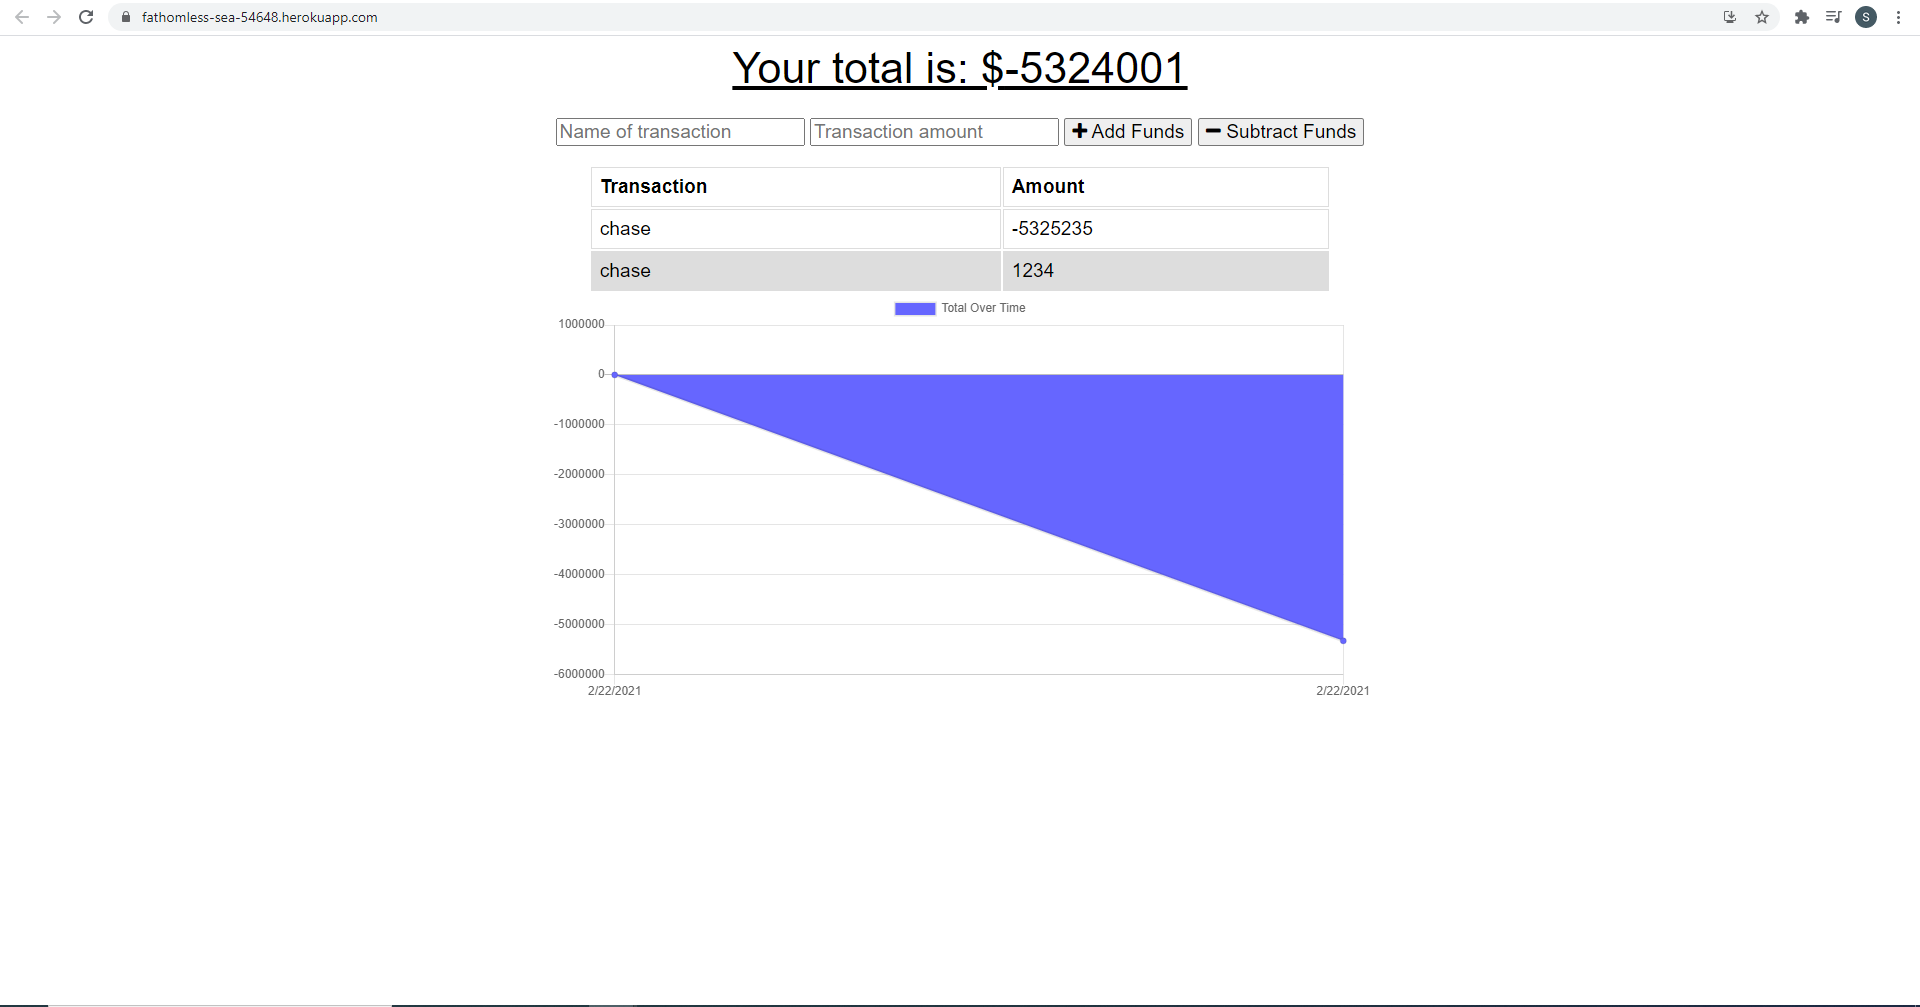 fathomless-sea-54648.herokuapp.com
S
Your total is: $-5324001
Name of transaction Transaction amount Add Funds Subtract Funds
Transaction Amount
chase -5325235
chase 1234
Total Over Time
1000000
0
-1000000
-2000000
-3000000
-4000000
-5000000
-6000000
2/22/2021 2/22/2021